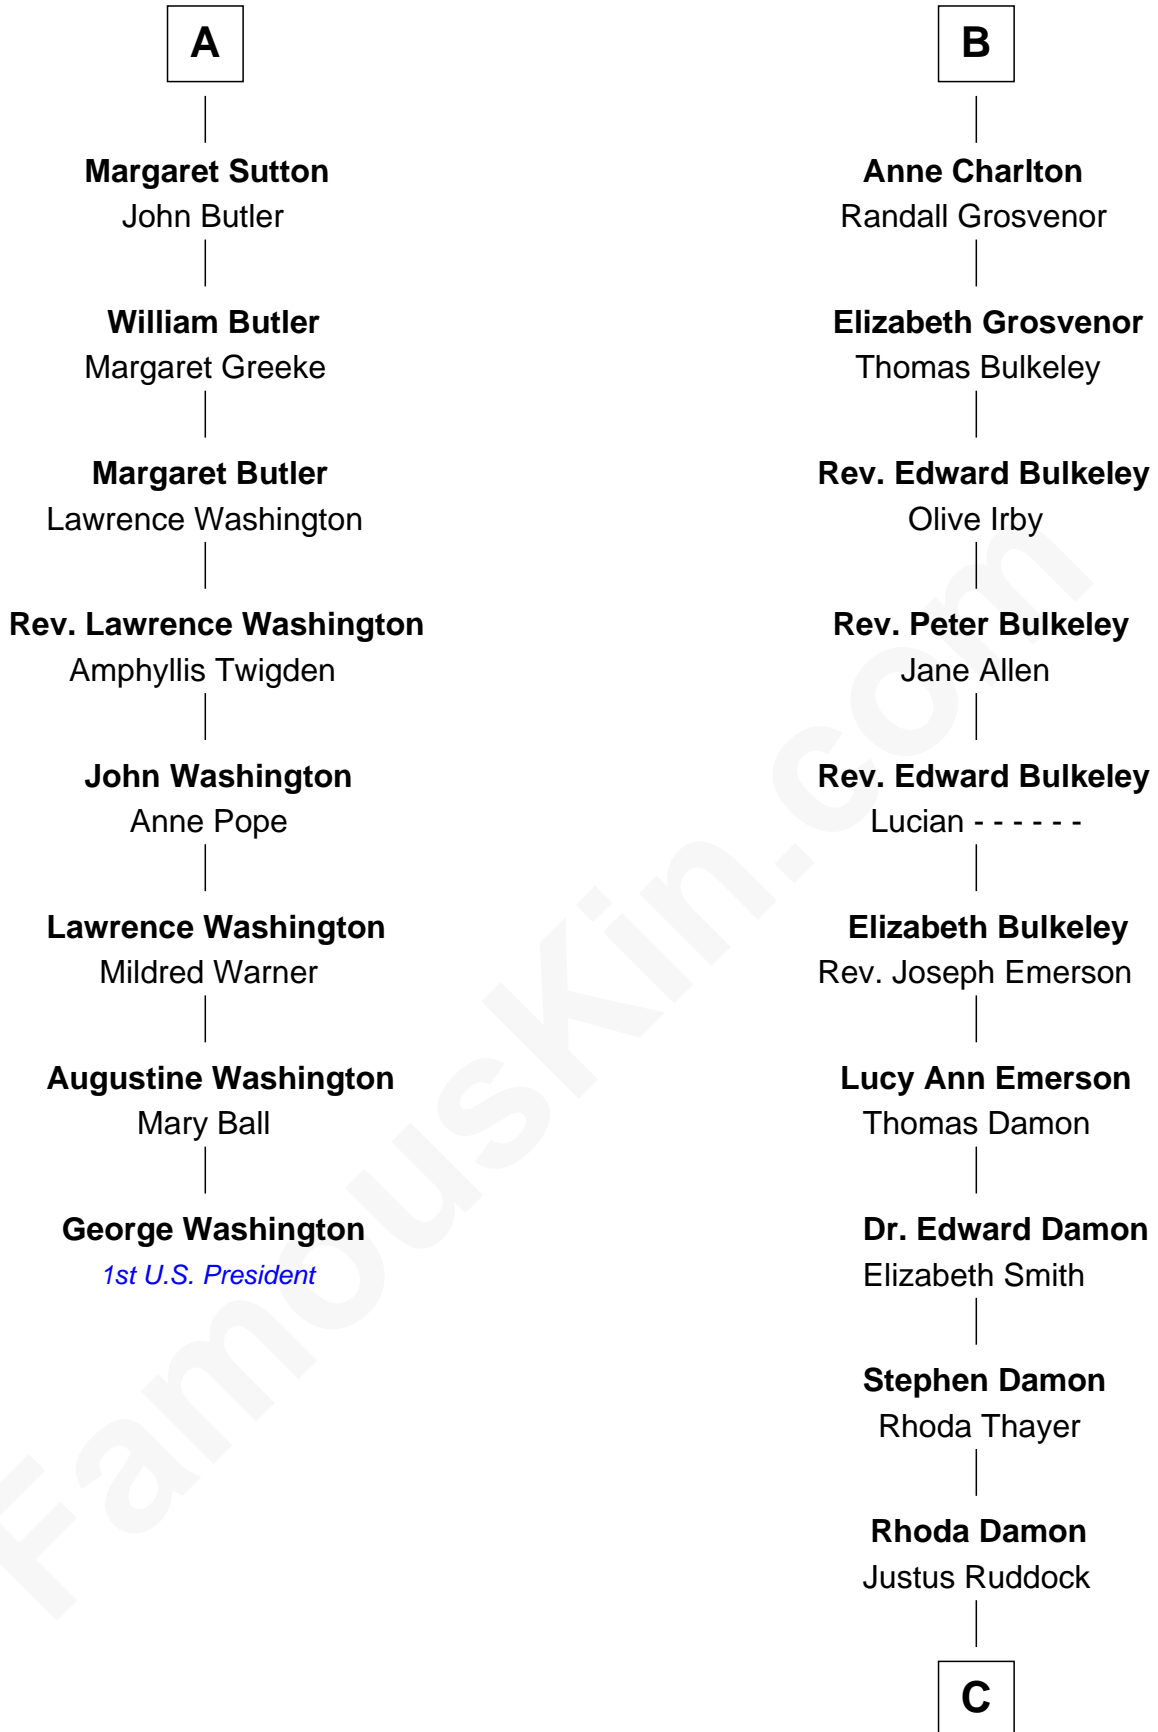 A
Margaret Sutton
John Butler
William Butler
Margaret Greeke
Margaret Butler
Lawrence Washington
Rev. Lawrence Washington
Amphyllis Twigden
John Washington
Anne Pope
Lawrence Washington
Mildred Warner
Augustine Washington
Mary Ball
George Washington
1st U.S. President
B
Anne Charlton
Randall Grosvenor
Elizabeth Grosvenor
Thomas Bulkeley
Rev. Edward Bulkeley
Olive Irby
Rev. Peter Bulkeley
Jane Allen
Rev. Edward Bulkeley
Lucian - - - - - -
Elizabeth Bulkeley
Rev. Joseph Emerson
Lucy Ann Emerson
Thomas Damon
Dr. Edward Damon
Elizabeth Smith
Stephen Damon
Rhoda Thayer
Rhoda Damon
Justus Ruddock
C
FamousKin.com